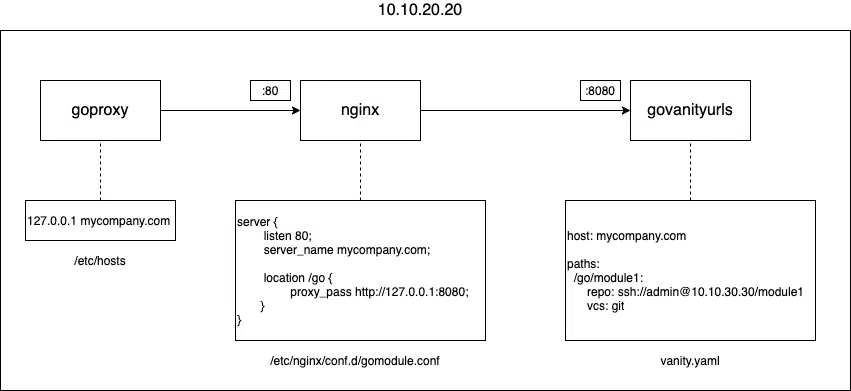 10.10.20.20
:80
:8080
goproxy
nginx
govanityurls
127.0.0.1 mycompany.com
/etc/hosts
server {
listen 80;
server_name mycompany.com;
location /go {
proxy_pass http://127.0.0.1:8080;
}
}
/etc/nginx/conf.d/gomodule.conf
host: mycompany.com
paths:
/go/module1:
repo: ssh://admin@10.10.30.30/module1
vcs: git
vanity.yaml